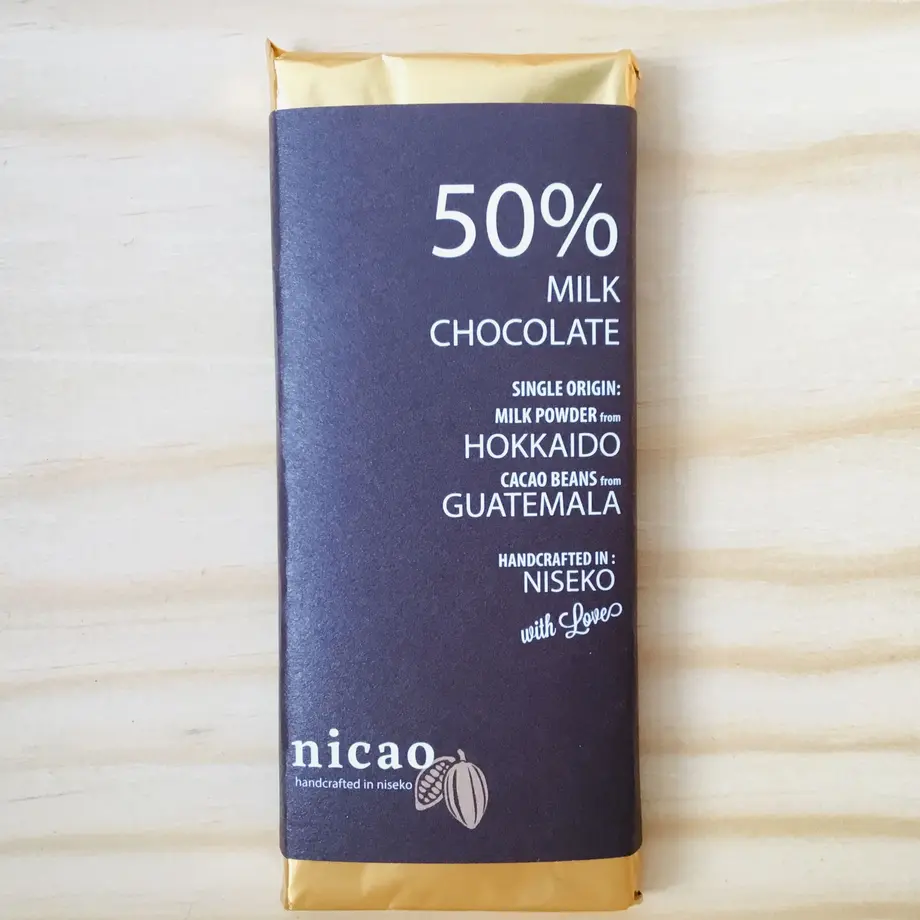 50%
MILK
CHOCOLATE
SINGLE ORIGIN:
MILK POWDER from
HOKKAIDO
CACAO BEANS from
GUATEMALA
HANDCRAFTED IN :
NISEKO
with Love
nicao
handcrafted in niseko